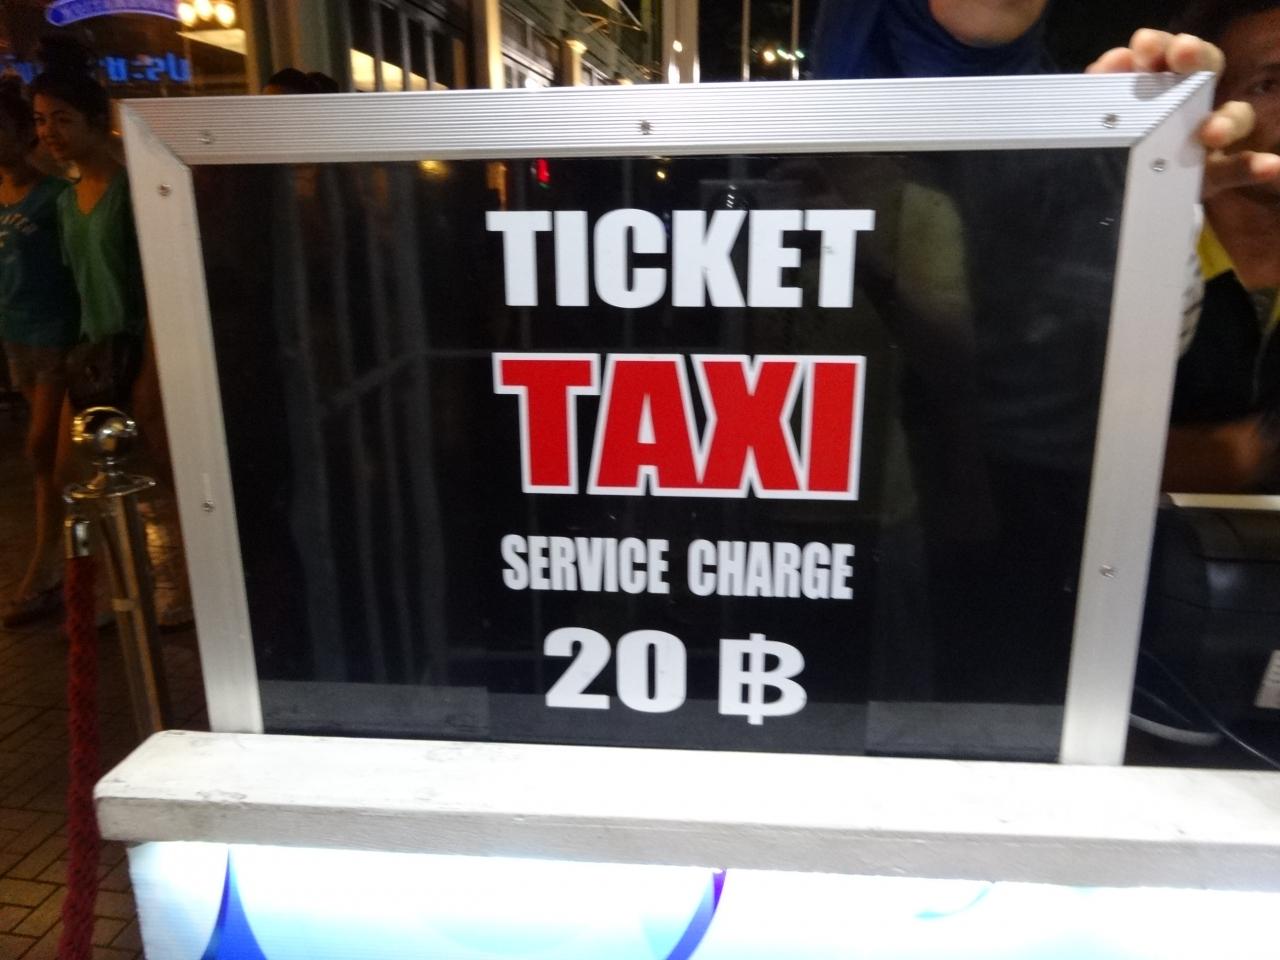 TICKET
TAXI
SERVICE CHARGE
20 ฿